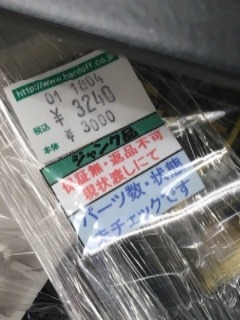 http://www.hardoff.co.jp
01 1004
税込 ¥ 3240
本体 ¥ 3000
ジャンク品
保証無・返品不可
現状渡しにて
パーツ数・状態
未チェックです